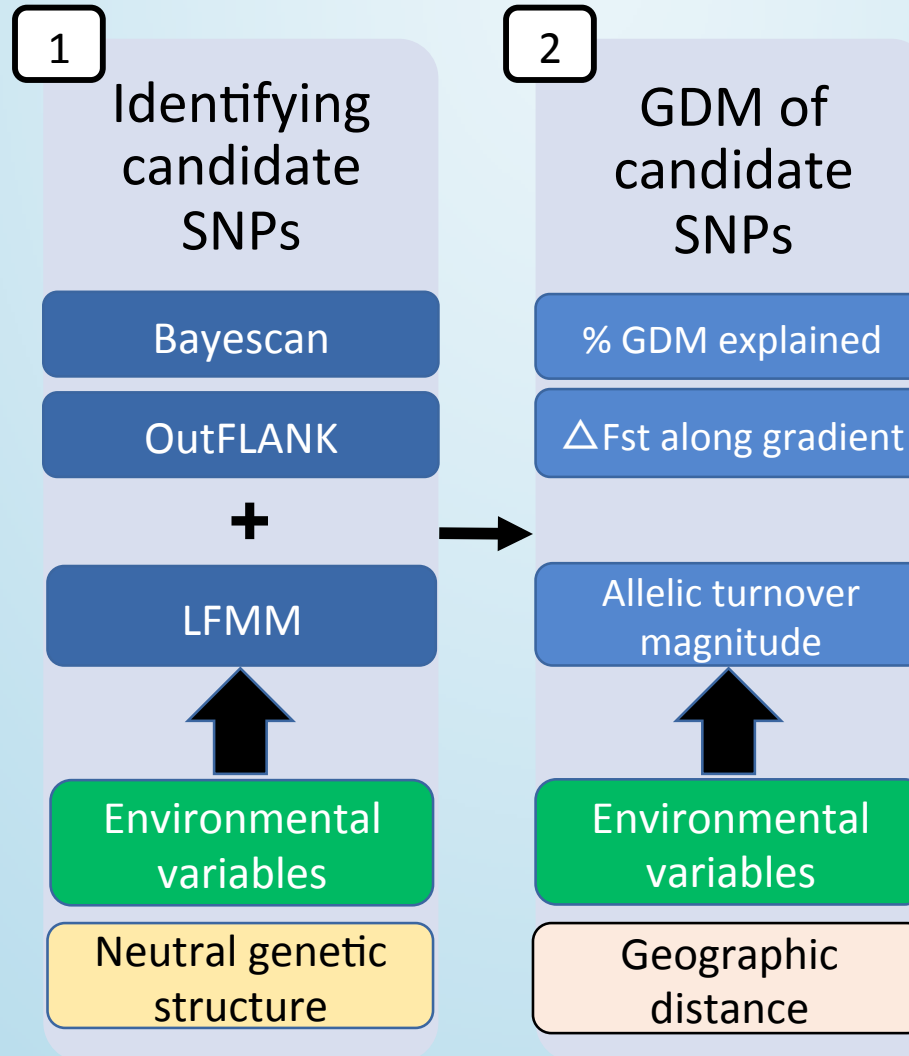 1
Identifying
candidate
SNPs
Bayescan
OutFLANK
+
LFMM
Environmental
variables
Neutral genetic
structure
2
GDM of
candidate
SNPs
% GDM explained
△Fst along gradient
Allelic turnover
magnitude
Environmental
variables
Geographic
distance